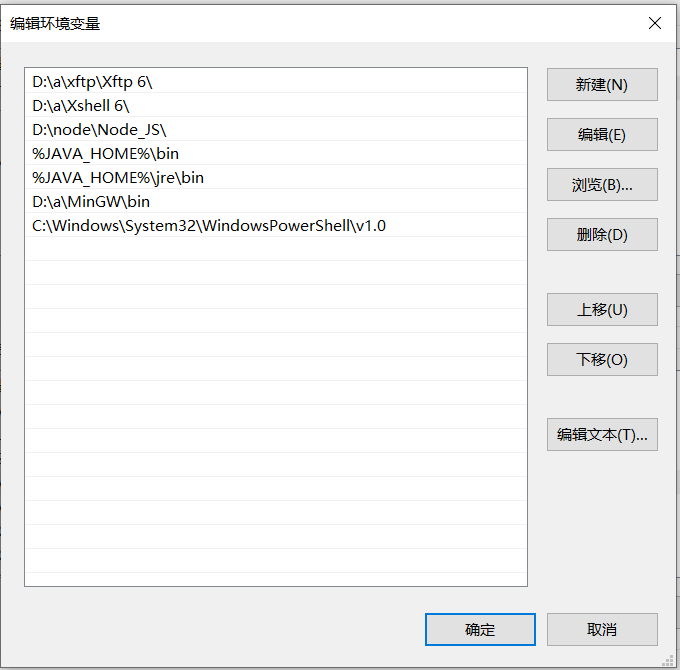 编辑环境变量
D:\a\xftp\Xftp 6\
D:\a\Xshell 6\
D:\node\Node_JS\
%JAVA_HOME%\bin
%JAVA_HOME%\jre\bin
D:\a\MinGW\bin
C:\Windows\System32\WindowsPowerShell\v1.0
新建(N)
编辑(E)
浏览(B)...
删除(D)
上移(U)
下移(O)
编辑文本(T)...
确定
取消